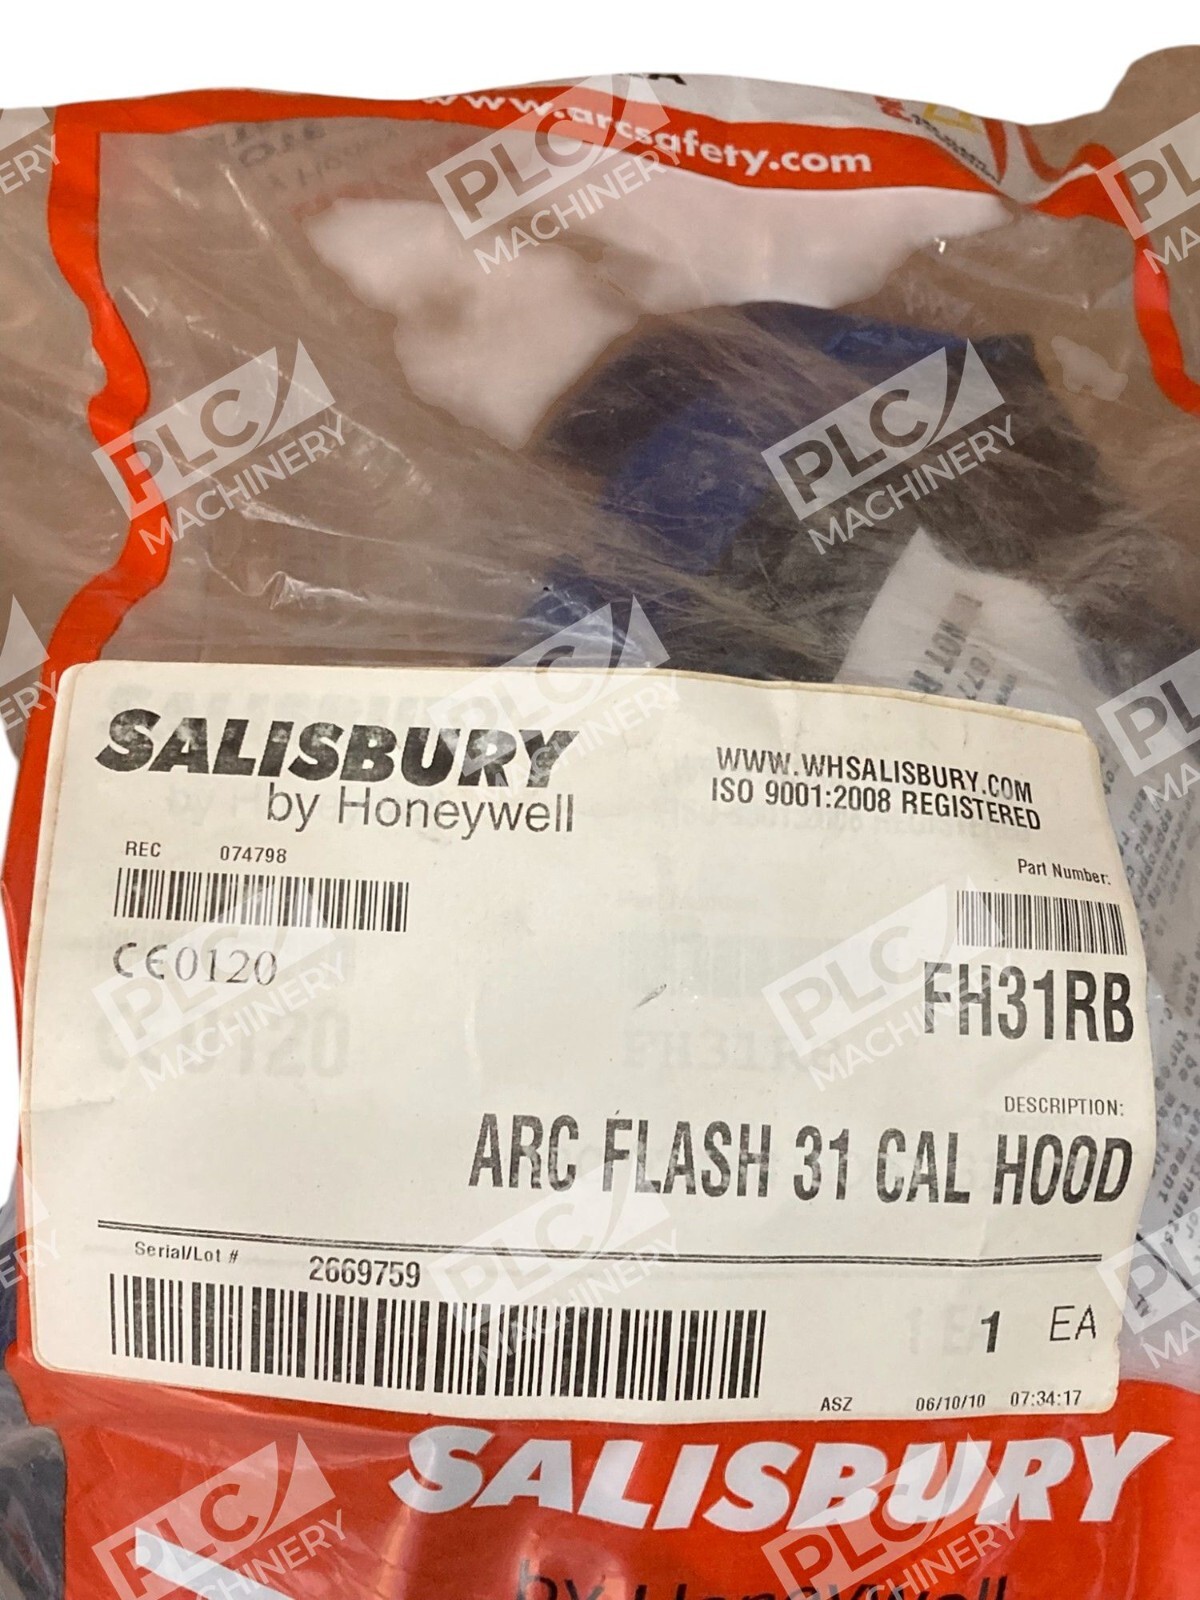 www.arcsafety.com
SALISBURY
by Honeywell
WWW.WHSALISBURY.COM
ISO 9001:2008 REGISTERED
REC 074798
Part Number:
CE0120
FH31RB
DESCRIPTION:
ARC FLASH 31 CAL HOOD
Serial/Lot # 2669759
1 EA
ASZ 06/10/10 07:34:17
SALISBURY
by Honeywell
PLC MACHINERY